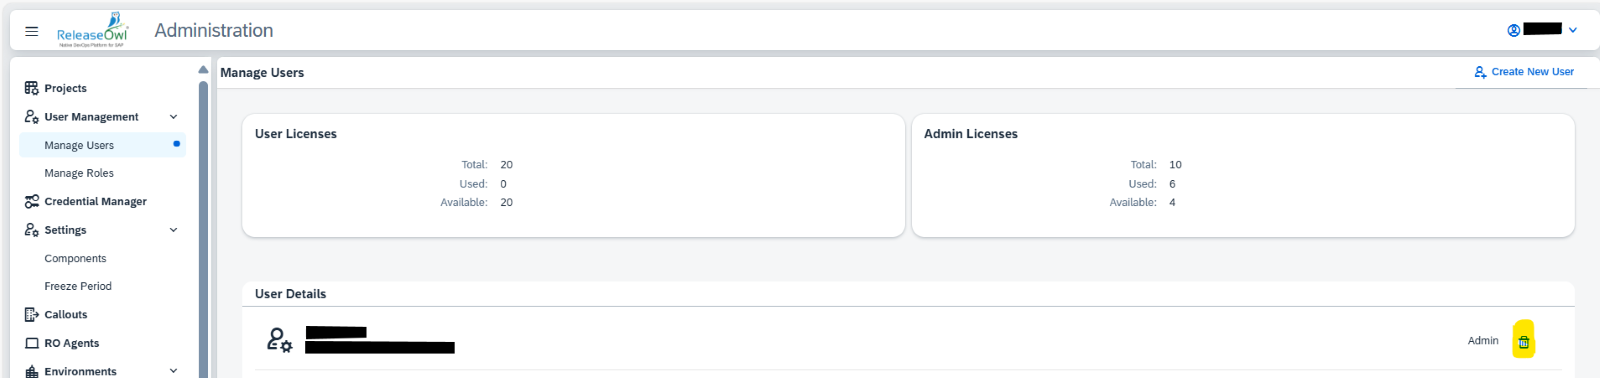 ReleaseOwl
Native DevOps Platform for SAP
Administration
Projects
User Management
Manage Users
Manage Roles
Credential Manager
Settings
Components
Freeze Period
Callouts
RO Agents
Environments
Manage Users
Create New User
User Licenses
Total: 20
Used: 0
Available: 20
Admin Licenses
Total: 10
Used: 6
Available: 4
User Details
Admin